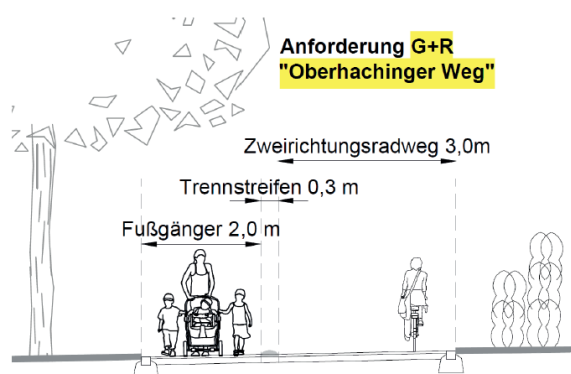 Anforderung G+R
"Oberhachinger Weg"
Zweirichtungsradweg 3,0m
Trennstreifen 0,3 m
Fußgänger 2,0 m